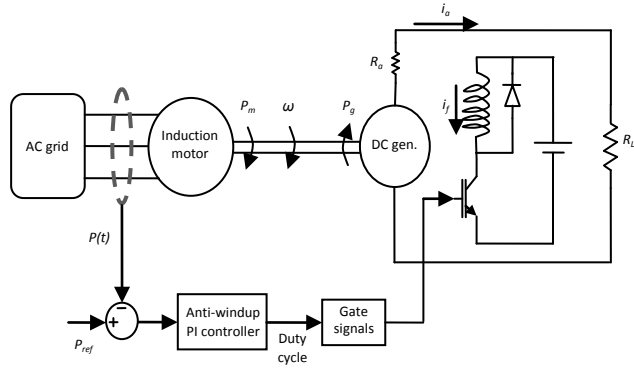 i_a
R_a
P_m
ω
P_g
i_f
AC grid
Induction
motor
DC gen.
R_L
P(t)
−
+
P_ref
Anti-windup
PI controller
Duty
cycle
Gate
signals